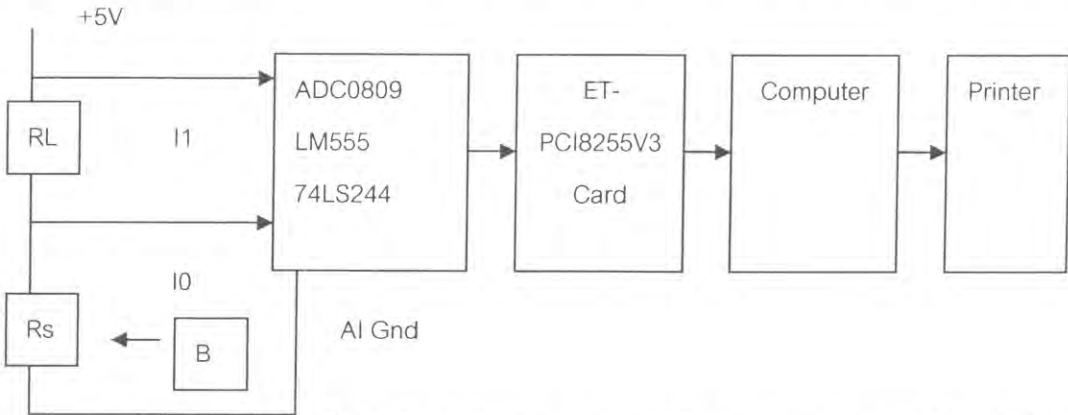 +5V
RL
I1
I0
Rs
B
AI Gnd
ADC0809
LM555
74LS244
ET-
PCI8255V3
Card
Computer
Printer